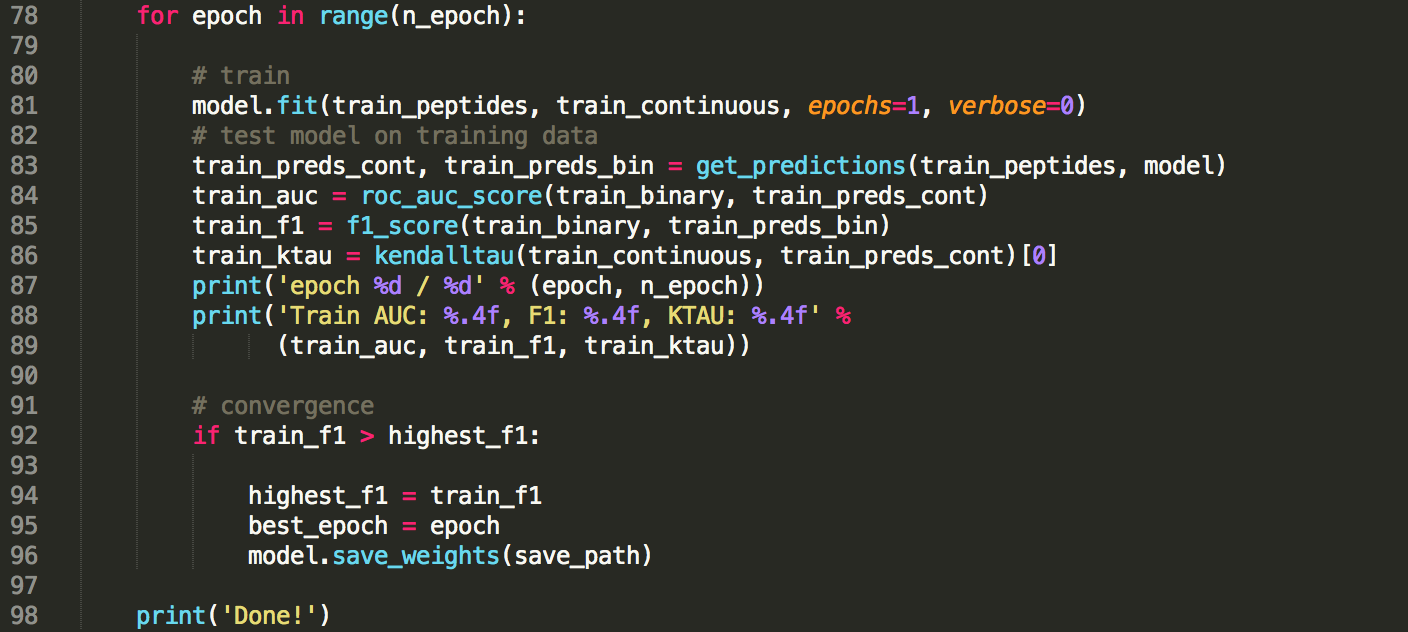 78 for epoch in range(n_epoch):
79
80 # train
81 model.fit(train_peptides, train_continuous, epochs=1, verbose=0)
82 # test model on training data
83 train_preds_cont, train_preds_bin = get_predictions(train_peptides, model)
84 train_auc = roc_auc_score(train_binary, train_preds_cont)
85 train_f1 = f1_score(train_binary, train_preds_bin)
86 train_ktau = kendalltau(train_continuous, train_preds_cont)[0]
87 print('epoch %d / %d' % (epoch, n_epoch))
88 print('Train AUC: %.4f, F1: %.4f, KTAU: %.4f' %
89 (train_auc, train_f1, train_ktau))
90
91 # convergence
92 if train_f1 > highest_f1:
93
94 highest_f1 = train_f1
95 best_epoch = epoch
96 model.save_weights(save_path)
97
98 print('Done!')